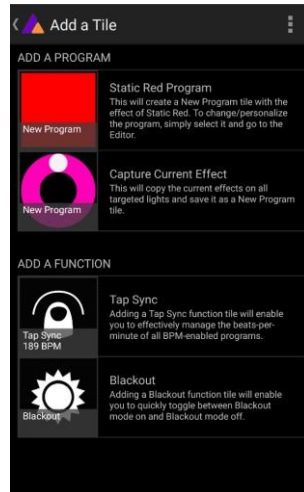 Add a Tile
ADD A PROGRAM
Static Red Program
This will create a New Program tile with the
effect of Static Red. To change/personalize
the program, simply select it and go to the
Editor.
New Program
Capture Current Effect
This will copy the current effects on all
targeted lights and save it as a New Program
tile.
New Program
ADD A FUNCTION
Tap Sync
Adding a Tap Sync function tile will enable
you to effectively manage the beats-per-
minute of all BPM-enabled programs.
Tap Sync
189 BPM
Blackout
Adding a Blackout function tile will enable
you to quickly toggle between Blackout
mode on and Blackout mode off.
Blackout